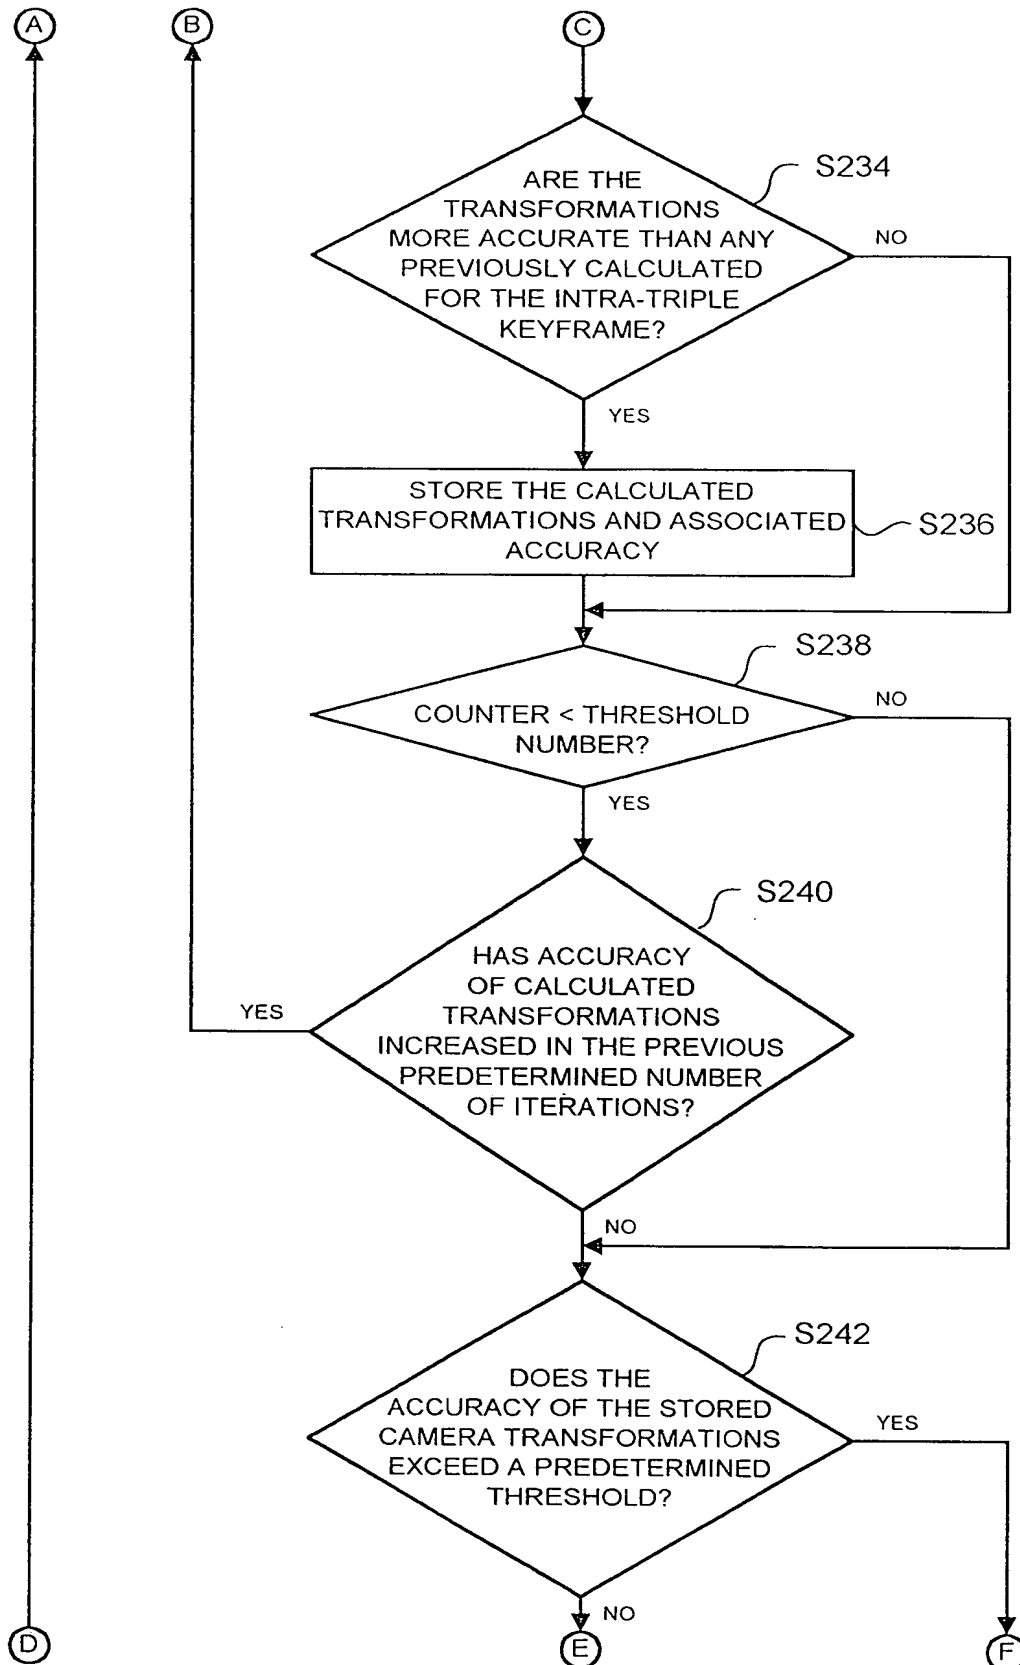 A
B
C
S234
ARE THE
TRANSFORMATIONS
MORE ACCURATE THAN ANY
PREVIOUSLY CALCULATED
FOR THE INTRA-TRIPLE
KEYFRAME?
NO
YES
STORE THE CALCULATED
TRANSFORMATIONS AND ASSOCIATED
ACCURACY
S236
S238
COUNTER < THRESHOLD
NUMBER?
NO
YES
S240
HAS ACCURACY
OF CALCULATED
TRANSFORMATIONS
INCREASED IN THE PREVIOUS
PREDETERMINED NUMBER
OF ITERATIONS?
YES
NO
S242
DOES THE
ACCURACY OF THE STORED
CAMERA TRANSFORMATIONS
EXCEED A PREDETERMINED
THRESHOLD?
YES
NO
D
E
F